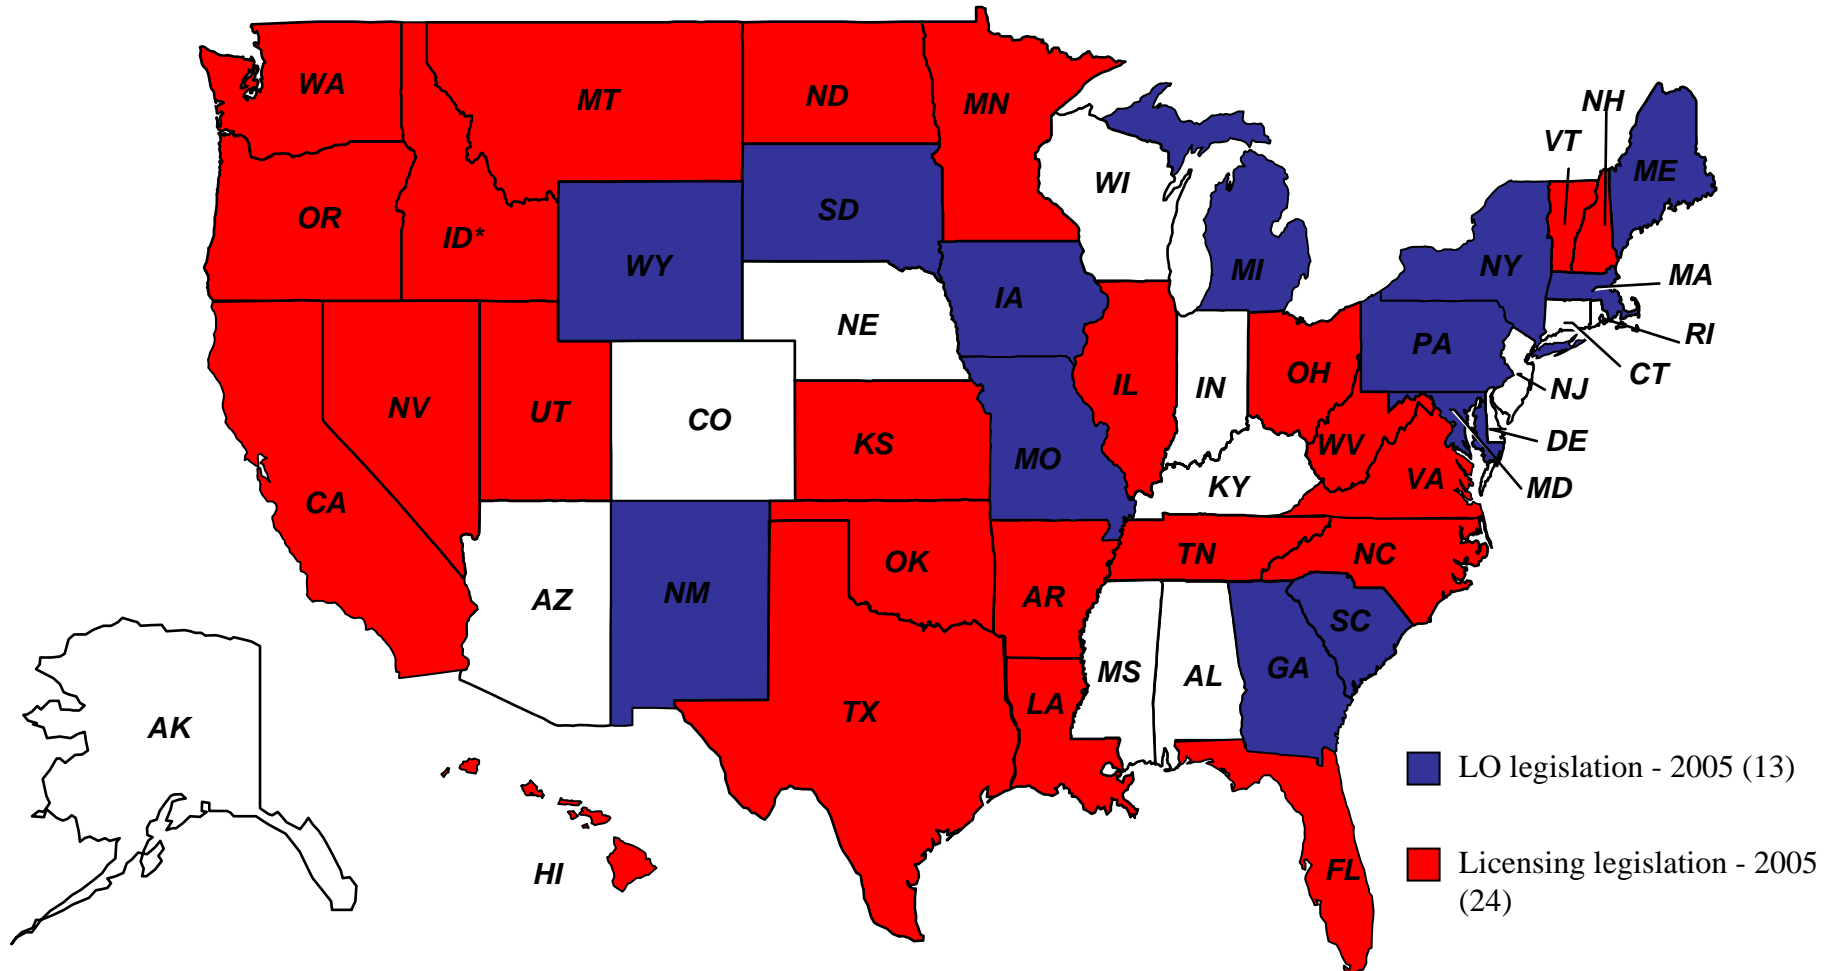 NH
WA
MT
ND
MN
VT
ME
WI
OR
ID*
SD
WY
MI
NY
MA
IA
NE
RI
PA
CT
NV
UT
CO
IL
IN
OH
NJ
KS
MO
WV
DE
CA
KY
VA
MD
OK
TN
NC
AZ
NM
AR
SC
MS
AL
GA
AK
TX
LA
LO legislation - 2005 (13)
HI
FL
Licensing legislation - 2005
(24)